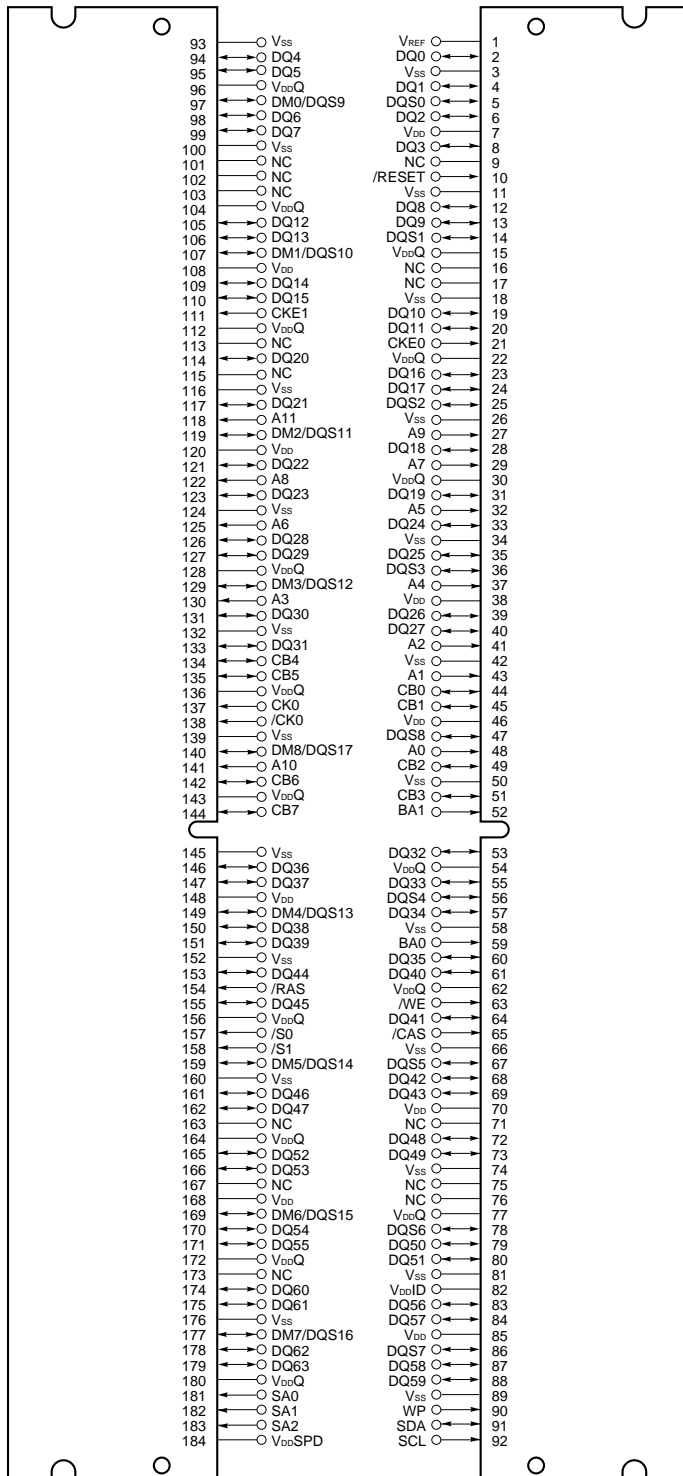 93 Vss VREF 1
94 DQ4 DQ0 2
95 DQ5 Vss 3
96 VDDQ DQ1 4
97 DM0/DQS9 DQS0 5
98 DQ6 DQ2 6
99 DQ7 VDD 7
100 Vss DQ3 8
101 NC NC 9
102 NC /RESET 10
103 NC Vss 11
104 VDDQ DQ8 12
105 DQ12 DQ9 13
106 DQ13 DQS1 14
107 DM1/DQS10 VDDQ 15
108 VDD NC 16
109 DQ14 NC 17
110 DQ15 Vss 18
111 CKE1 DQ10 19
112 VDDQ DQ11 20
113 NC CKE0 21
114 DQ20 VDDQ 22
115 NC DQ16 23
116 Vss DQ17 24
117 DQ21 DQS2 25
118 A11 Vss 26
119 DM2/DQS11 A9 27
120 VDD DQ18 28
121 DQ22 A7 29
122 A8 VDDQ 30
123 DQ23 DQ19 31
124 Vss A5 32
125 A6 DQ24 33
126 DQ28 Vss 34
127 DQ29 DQ25 35
128 VDDQ DQS3 36
129 DM3/DQS12 A4 37
130 A3 VDD 38
131 DQ30 DQ26 39
132 Vss DQ27 40
133 DQ31 A2 41
134 CB4 Vss 42
135 CB5 A1 43
136 VDDQ CB0 44
137 CK0 CB1 45
138 /CK0 VDD 46
139 Vss DQS8 47
140 DM8/DQS17 A0 48
141 A10 CB2 49
142 CB6 Vss 50
143 VDDQ CB3 51
144 CB7 BA1 52
145 Vss DQ32 53
146 DQ36 VDDQ 54
147 DQ37 DQ33 55
148 VDD DQS4 56
149 DM4/DQS13 DQ34 57
150 DQ38 Vss 58
151 DQ39 BA0 59
152 Vss DQ35 60
153 DQ44 DQ40 61
154 /RAS VDDQ 62
155 DQ45 /WE 63
156 VDDQ DQ41 64
157 /S0 /CAS 65
158 /S1 Vss 66
159 DM5/DQS14 DQS5 67
160 Vss DQ42 68
161 DQ46 DQ43 69
162 DQ47 VDD 70
163 NC NC 71
164 VDDQ DQ48 72
165 DQ52 DQ49 73
166 DQ53 Vss 74
167 NC NC 75
168 VDD NC 76
169 DM6/DQS15 VDDQ 77
170 DQ54 DQS6 78
171 DQ55 DQ50 79
172 VDDQ DQ51 80
173 NC Vss 81
174 DQ60 VDDID 82
175 DQ61 DQ56 83
176 Vss DQ57 84
177 DM7/DQS16 VDD 85
178 DQ62 DQS7 86
179 DQ63 DQ58 87
180 VDDQ DQ59 88
181 SA0 Vss 89
182 SA1 WP 90
183 SA2 SDA 91
184 VDDSPD SCL 92